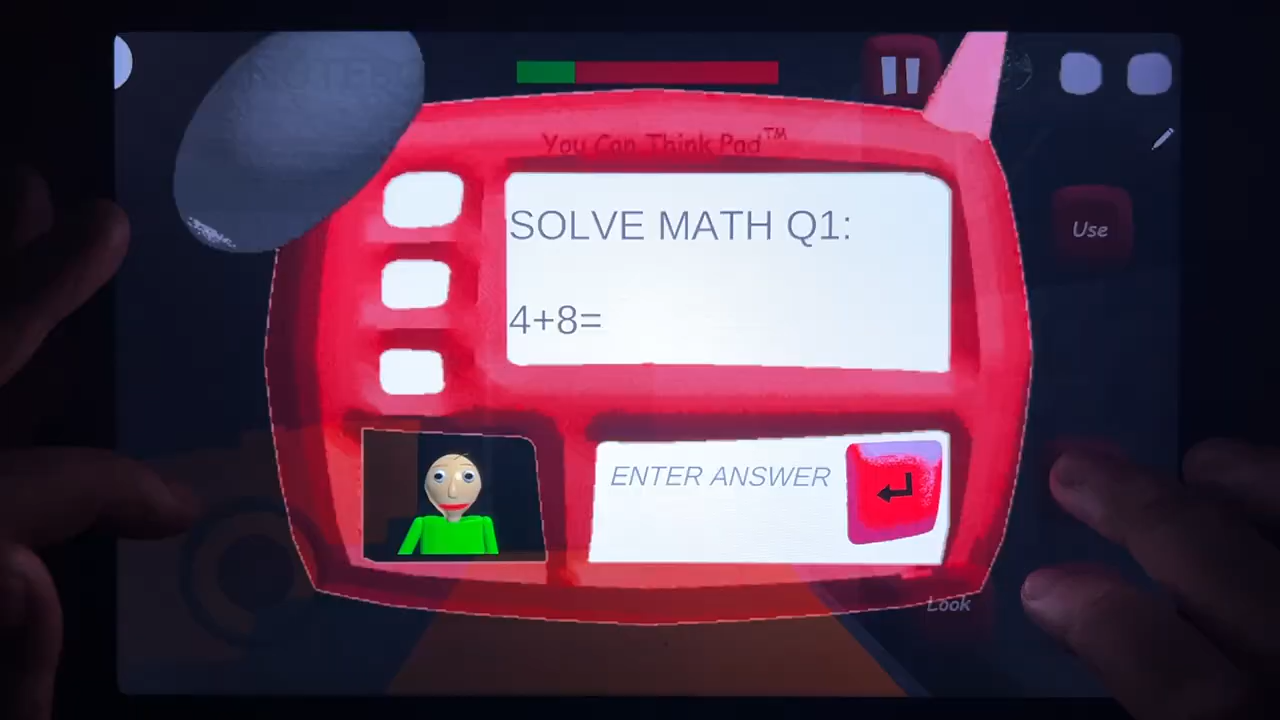 You Can Think Pad™
SOLVE MATH Q1:
4+8=
Use
ENTER ANSWER
Look